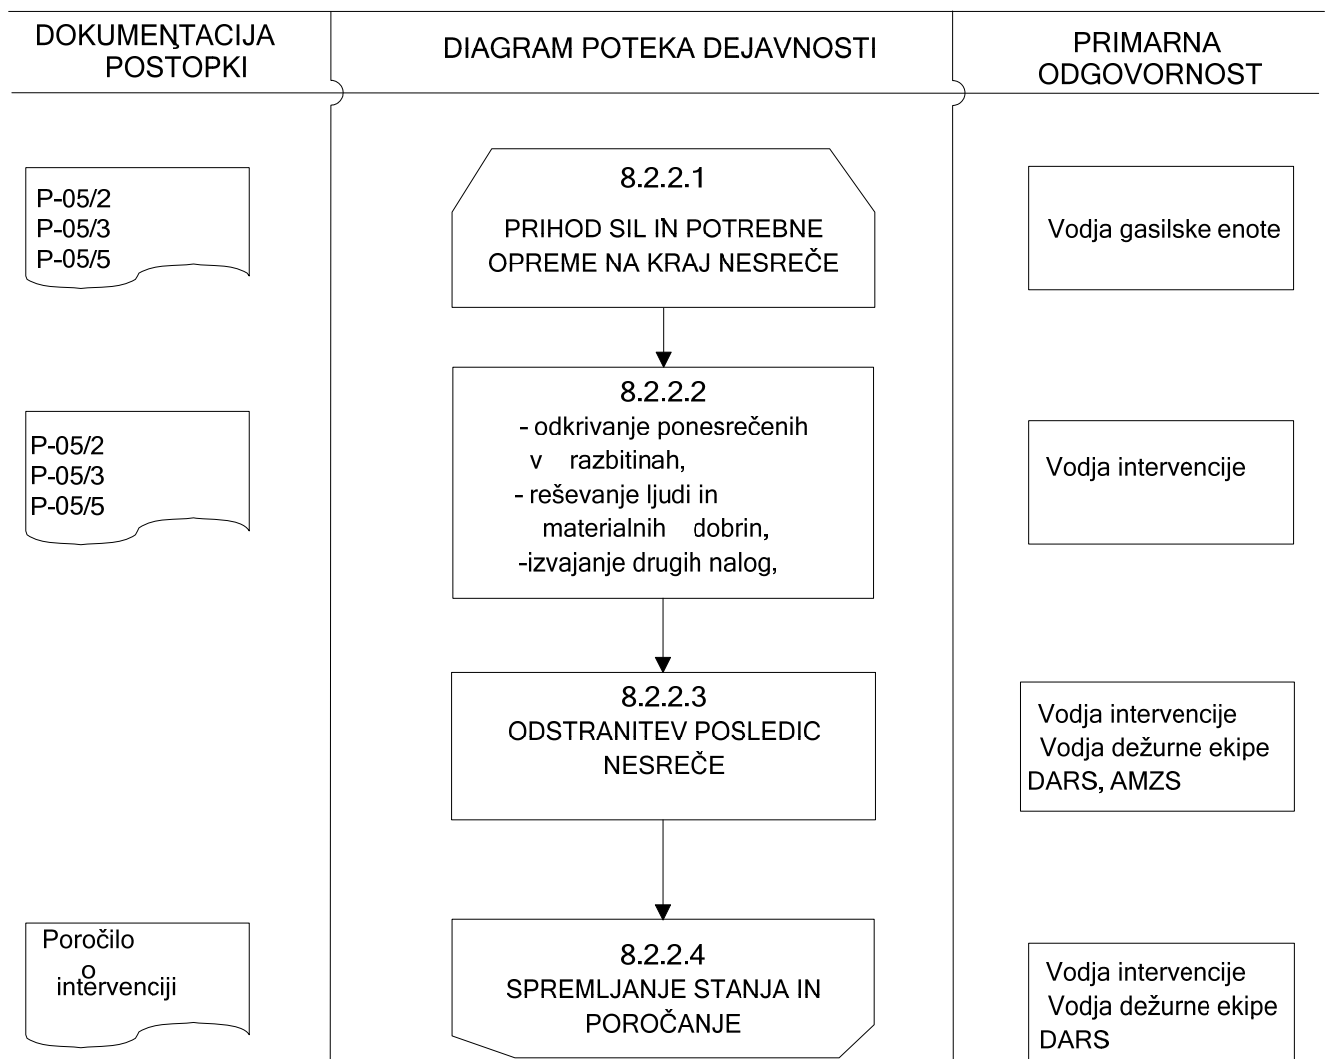 DOKUMENTACIJA
POSTOPKI
DIAGRAM POTEKA DEJAVNOSTI
PRIMARNA
ODGOVORNOST
P-05/2
P-05/3
P-05/5
8.2.2.1
PRIHOD SIL IN POTREBNE
OPREME NA KRAJ NESREČE
Vodja gasilske enote
P-05/2
P-05/3
P-05/5
8.2.2.2
- odkrivanje ponesrečenih
v razbitinah,
- reševanje ljudi in
materialnih dobrin,
-izvajanje drugih nalog,
Vodja intervencije
8.2.2.3
ODSTRANITEV POSLEDIC
NESREČE
Vodja intervencije
Vodja dežurne ekipe
DARS, AMZS
Poročilo
o
intervenciji
8.2.2.4
SPREMLJANJE STANJA IN
POROČANJE
Vodja intervencije
Vodja dežurne ekipe
DARS